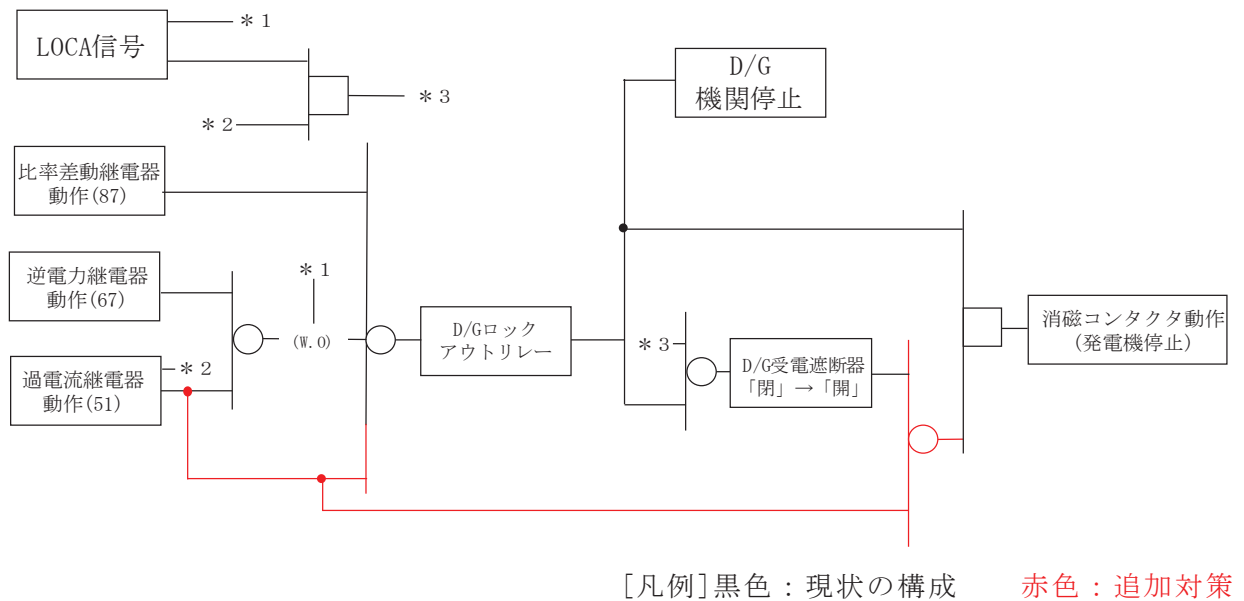 LOCA信号
＊１
＊３
＊２
D/G
機関停止
比率差動継電器
動作(87)
逆電力継電器
動作(67)
＊１
(W.O)
過電流継電器
動作(51)
＊２
D/Gロック
アウトリレー
＊３
D/G受電遮断器
「閉」→「開」
消磁コンタクタ動作
(発電機停止)
[凡例]黒色：現状の構成　赤色：追加対策